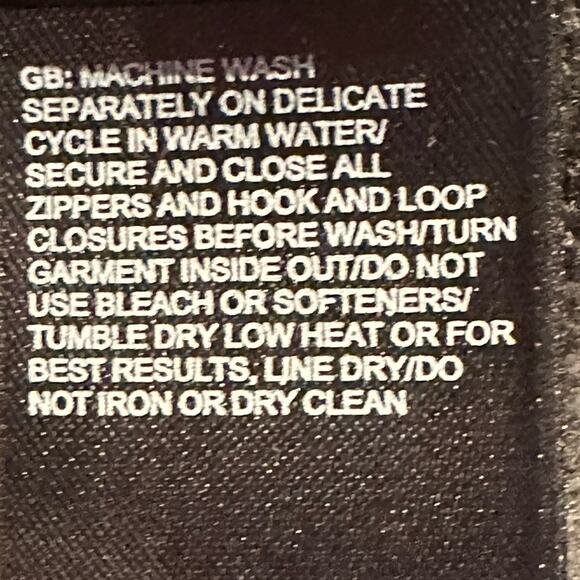 GB: MACHINE WASH
SEPARATELY ON DELICATE
CYCLE IN WARM WATER/
SECURE AND CLOSE ALL
ZIPPERS AND HOOK AND LOOP
CLOSURES BEFORE WASH/TURN
GARMENT INSIDE OUT/DO NOT
USE BLEACH OR SOFTENERS/
TUMBLE DRY LOW HEAT OR FOR
BEST RESULTS, LINE DRY/DO
NOT IRON OR DRY CLEAN